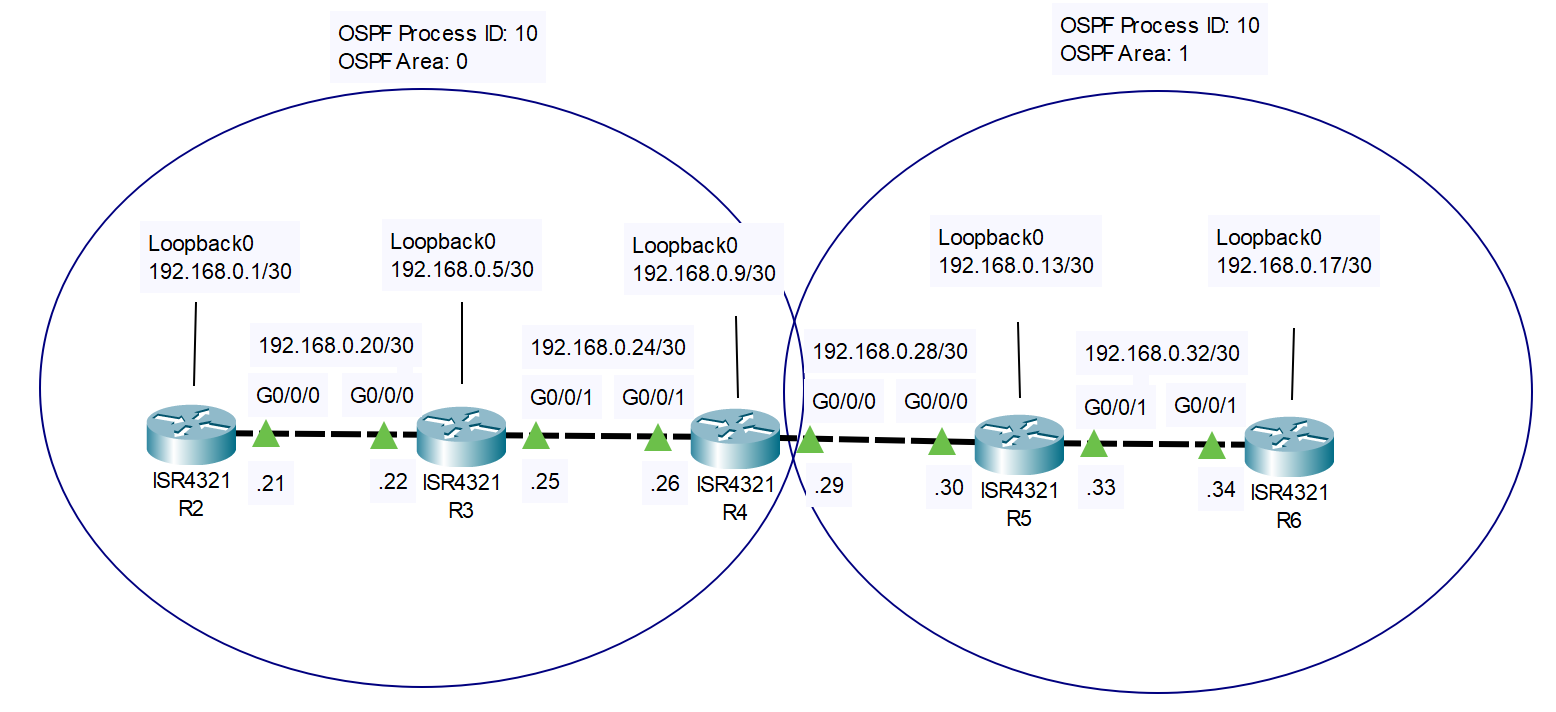 OSPF Process ID: 10
OSPF Area: 0
OSPF Process ID: 10
OSPF Area: 1
Loopback0
192.168.0.1/30
Loopback0
192.168.0.5/30
Loopback0
192.168.0.9/30
Loopback0
192.168.0.13/30
Loopback0
192.168.0.17/30
192.168.0.20/30
192.168.0.24/30
192.168.0.28/30
192.168.0.32/30
G0/0/0
G0/0/0
G0/0/1
G0/0/1
G0/0/0
G0/0/0
G0/0/1
G0/0/1
ISR4321
R2
.21
.22
ISR4321
R3
.25
.26
ISR4321
R4
.29
.30
ISR4321
R5
.33
.34
ISR4321
R6